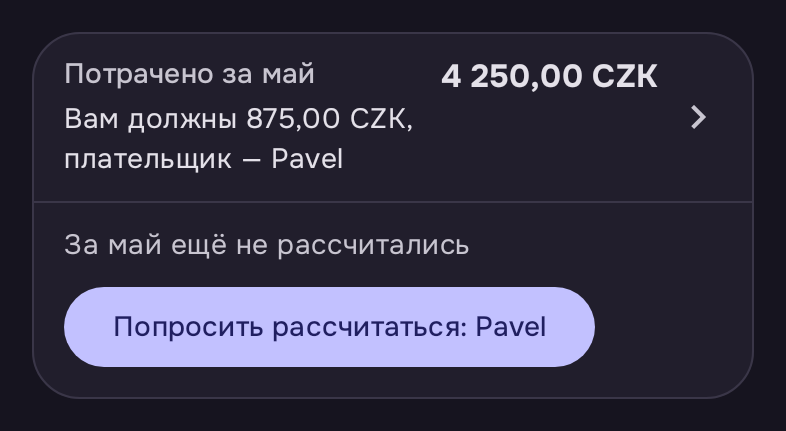 Потрачено за май 4 250,00 CZK
Вам должны 875,00 CZK,
плательщик — Pavel
За май ещё не рассчитались
Попросить рассчитаться: Pavel